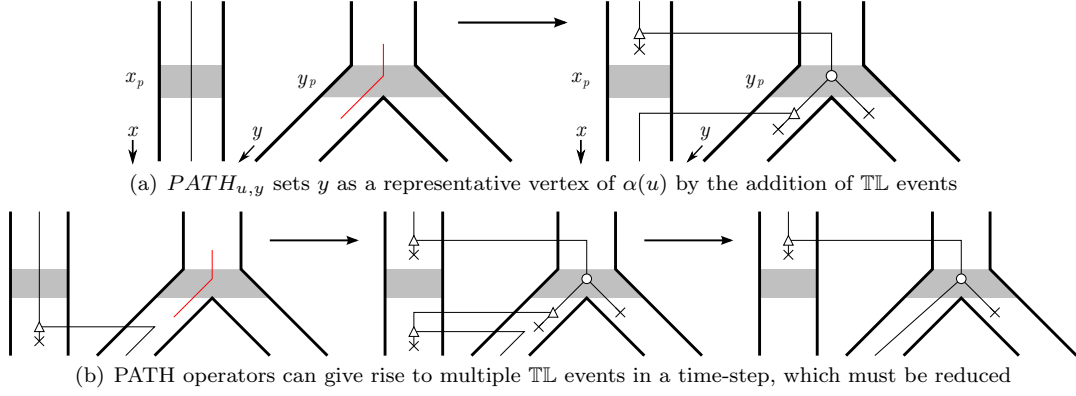 x_p y_p x_p y_p
x y x y
(a) PATH_{u,y} sets y as a representative vertex of α(u) by the addition of 𝕋𝕃 events
(b) PATH operators can give rise to multiple 𝕋𝕃 events in a time-step, which must be reduced